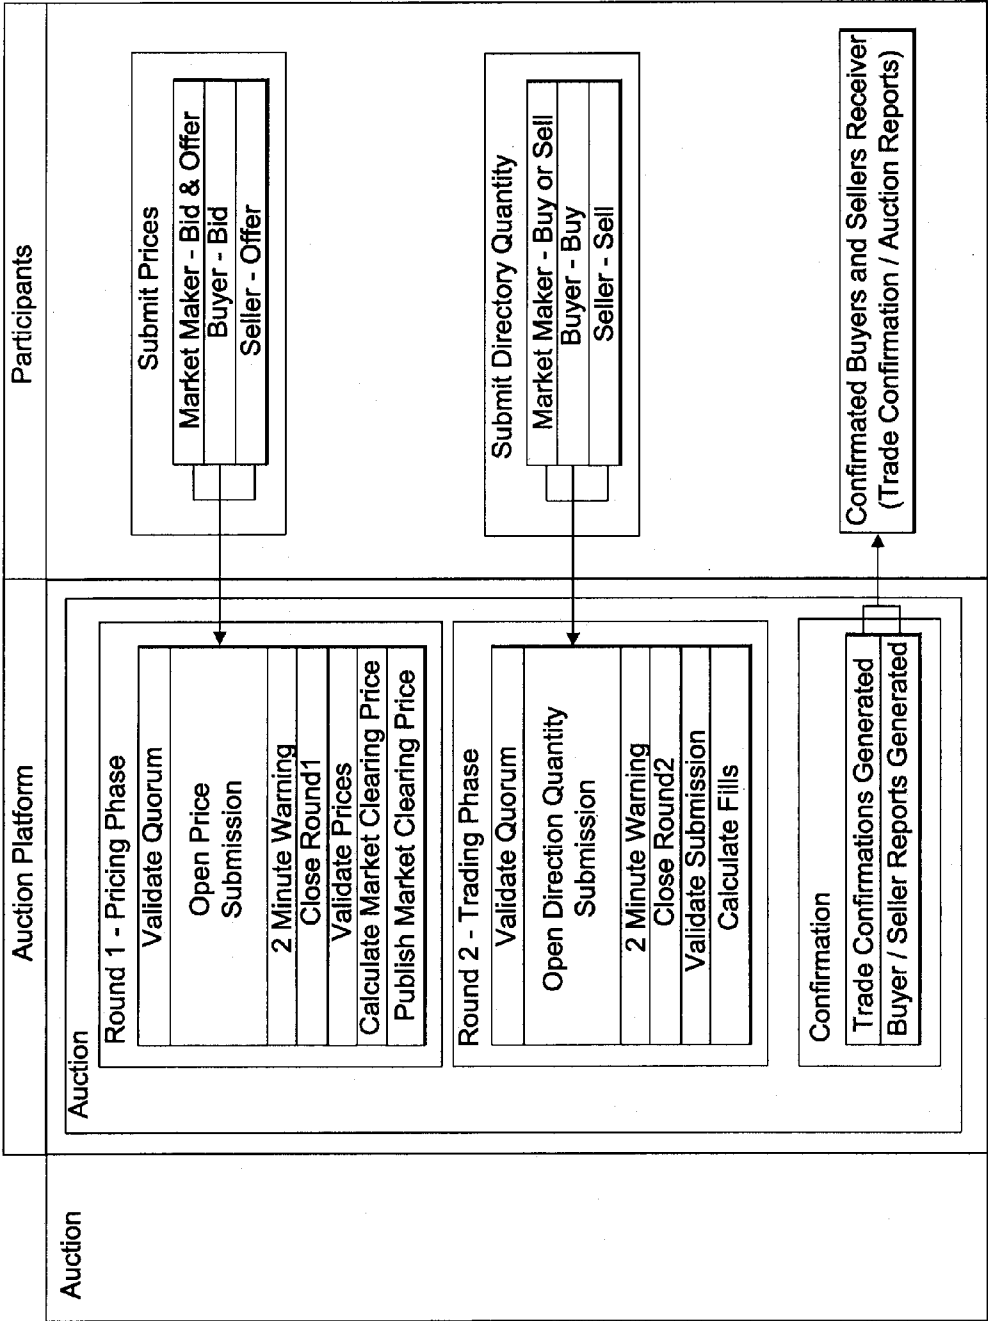 Auction Platform
Participants
Auction
Auction
Round 1 - Pricing Phase
Validate Quorum
Open Price
Submission
2 Minute Warning
Close Round1
Validate Prices
Calculate Market Clearing Price
Publish Market Clearing Price
Submit Prices
Market Maker - Bid & Offer
Buyer - Bid
Seller - Offer
Round 2 - Trading Phase
Validate Quorum
Open Direction Quantity
Submission
2 Minute Warning
Close Round2
Validate Submission
Calculate Fills
Submit Directory Quantity
Market Maker - Buy or Sell
Buyer - Buy
Seller - Sell
Confirmation
Trade Confirmations Generated
Buyer / Seller Reports Generated
Confirmated Buyers and Sellers Receiver
(Trade Confirmation / Auction Reports)